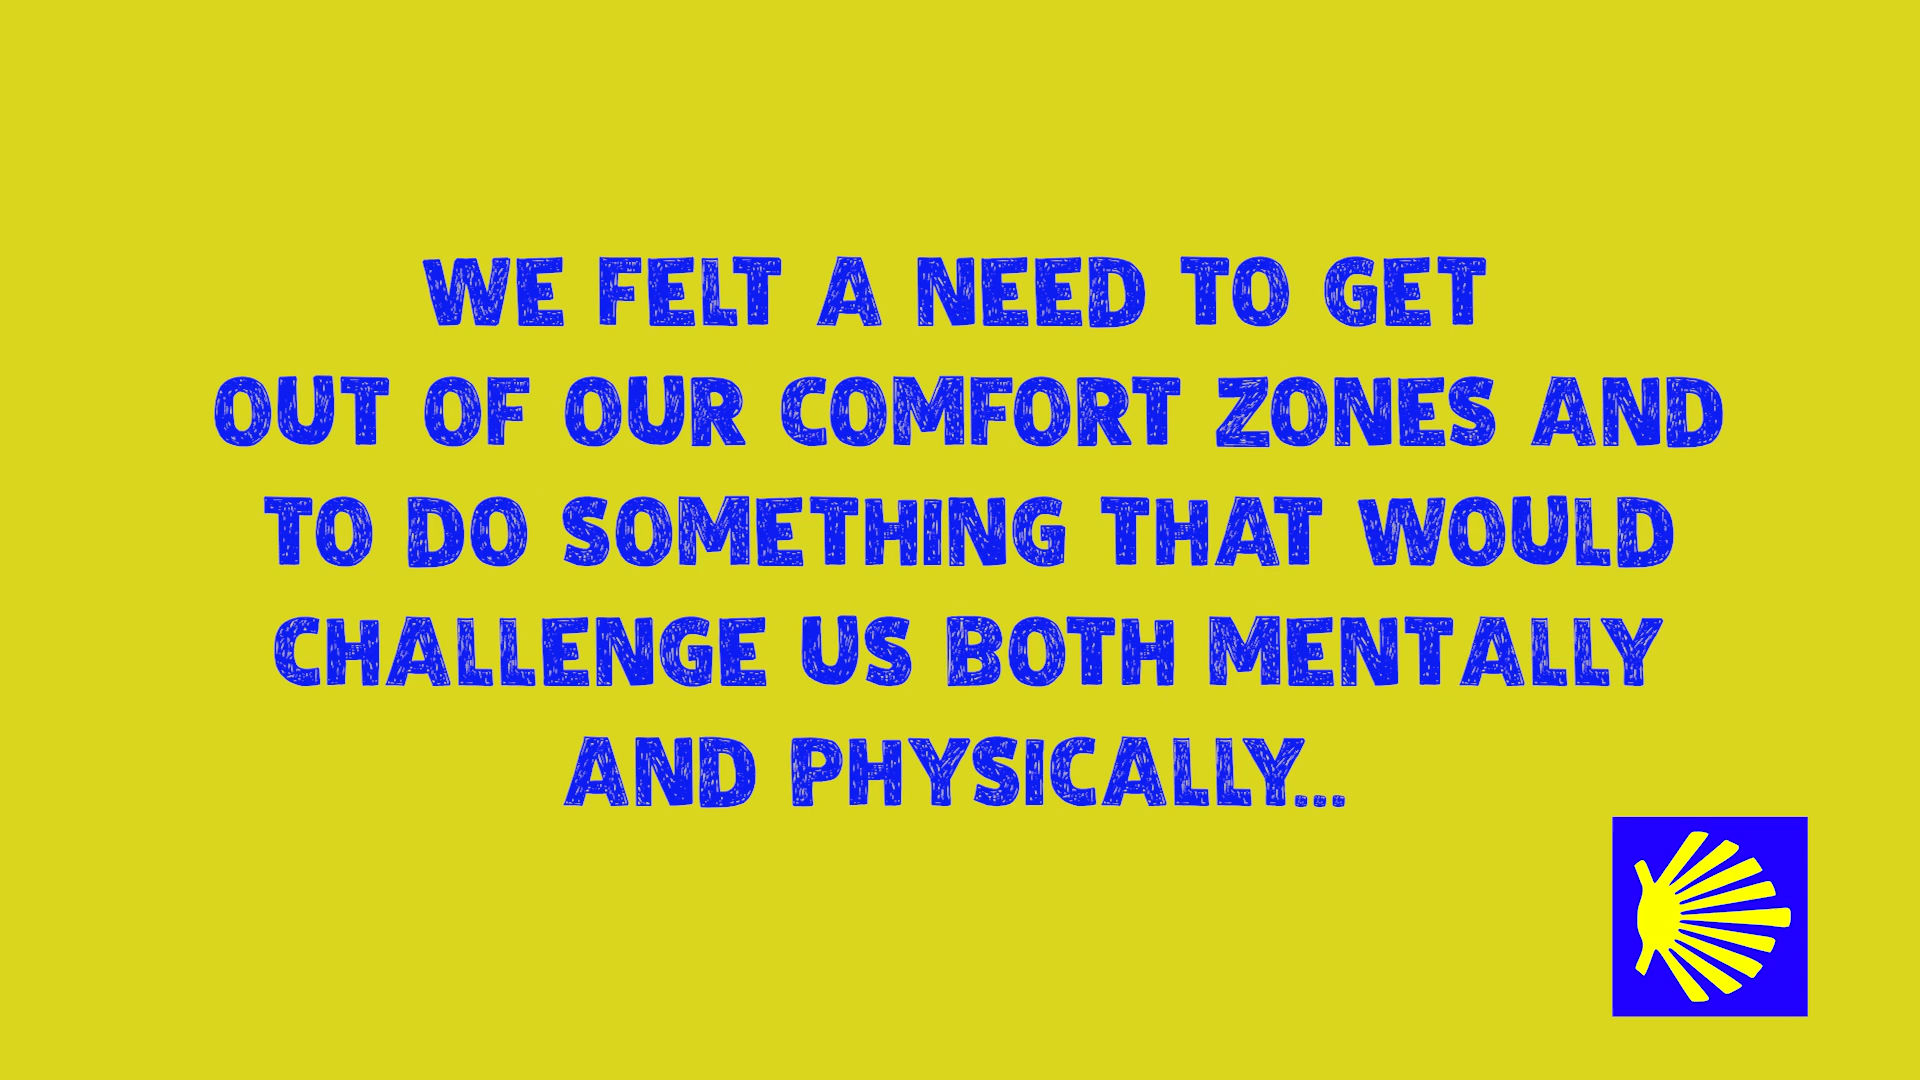 WE FELT A NEED TO GET
OUT OF OUR COMFORT ZONES AND
TO DO SOMETHING THAT WOULD
CHALLENGE US BOTH MENTALLY
AND PHYSICALLY...